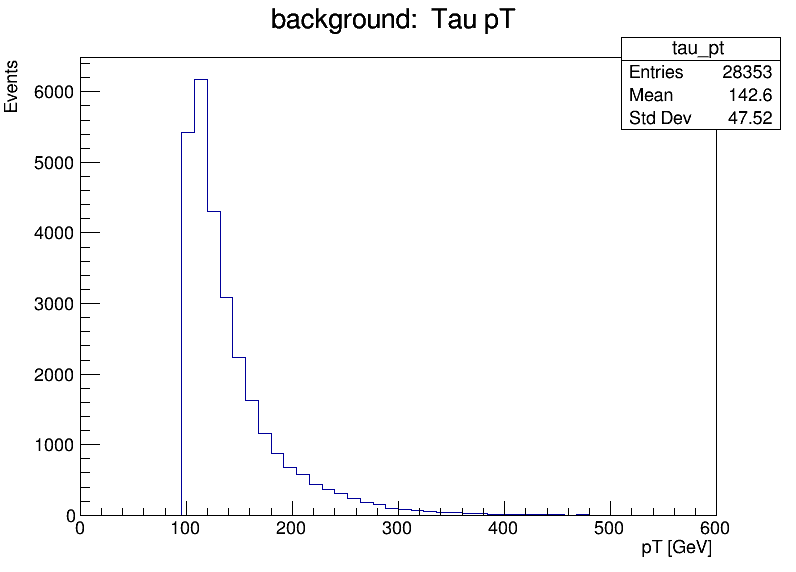 background:  Tau pT
tau_pt
Entries 28353
Mean 142.6
Std Dev 47.52
Events
6000
5000
4000
3000
2000
1000
0
0 100 200 300 400 500 600
pT [GeV]